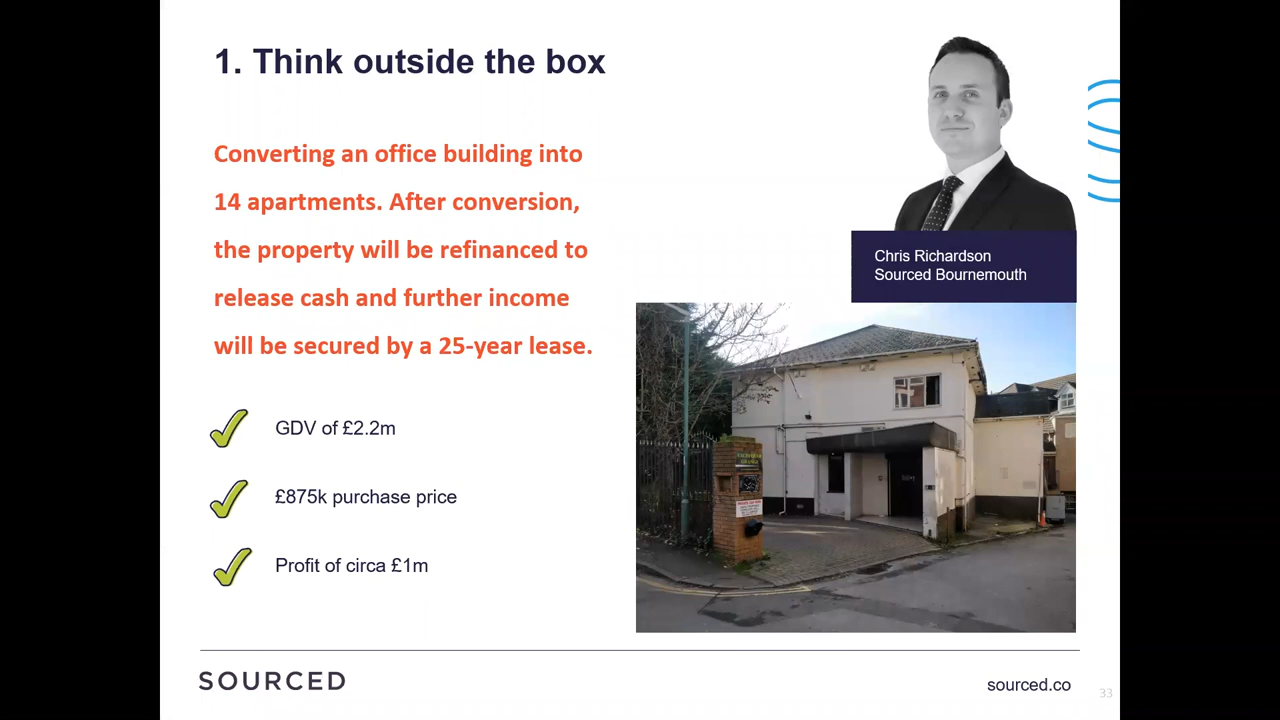 1. Think outside the box
Converting an office building into
14 apartments. After conversion,
the property will be refinanced to
release cash and further income
will be secured by a 25-year lease.
GDV of £2.2m
£875k purchase price
Profit of circa £1m
Chris Richardson
Sourced Bournemouth
SOURCED
sourced.co
33